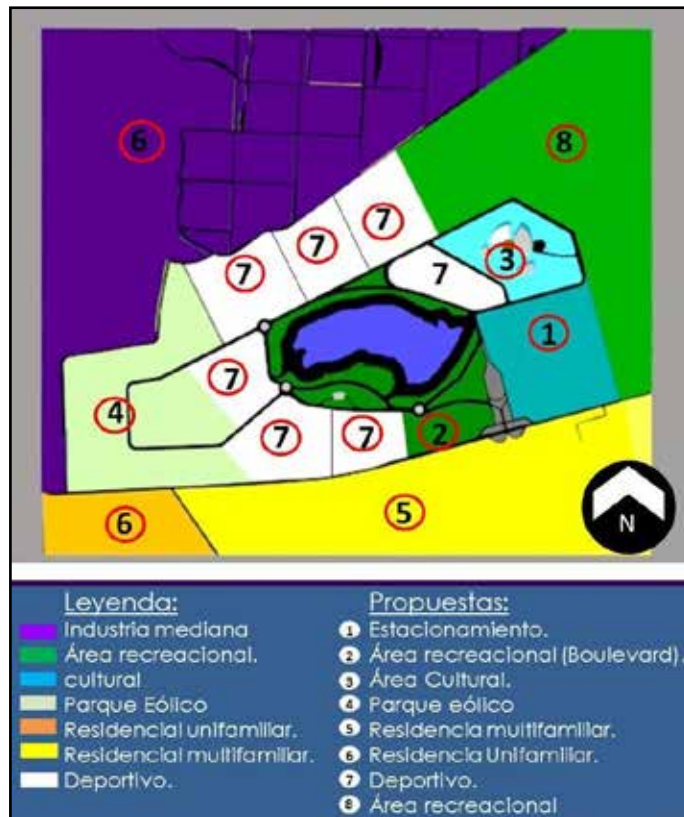 6
8
7
7
7
3
7
1
7
4
7
7
2
6
5
N
Leyenda:
Industria mediana
Área recreacional.
cultural
Parque Eólico
Residencial unifamiliar.
Residencial multifamiliar.
Deportivo.
Propuestas:
1 Estacionamiento.
2 Área recreacional (Boulevard).
3 Área Cultural.
4 Parque eólico
5 Residencia multifamiliar.
6 Residencia Unifamiliar.
7 Deportivo.
8 Área recreacional